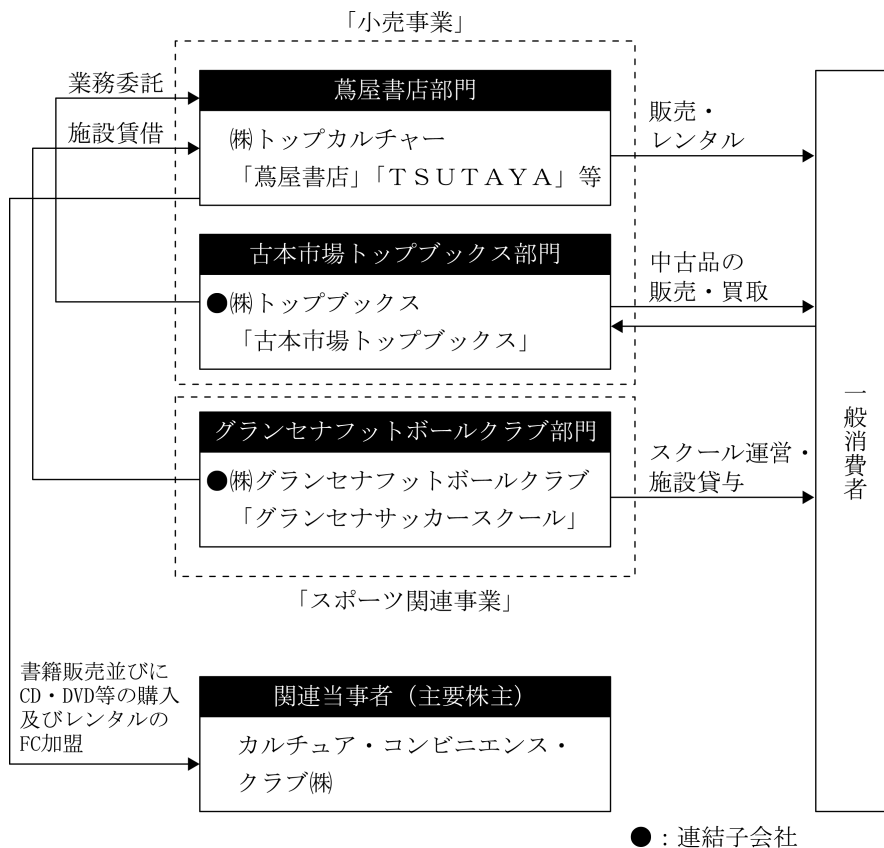 「小売事業」
業務委託
施設賃借
蔦屋書店部門
㈱トップカルチャー
「蔦屋書店」「ＴＳＵＴＡＹＡ」等
販売・
レンタル
古本市場トップブックス部門
●㈱トップブックス
「古本市場トップブックス」
中古品の
販売・買取
グランセナフットボールクラブ部門
●㈱グランセナフットボールクラブ
「グランセナサッカースクール」
スクール運営・
施設貸与
一般消費者
「スポーツ関連事業」
書籍販売並びに
CD・DVD等の購入
及びレンタルの
FC加盟
関連当事者（主要株主）
カルチュア・コンビニエンス・
クラブ㈱
●：連結子会社